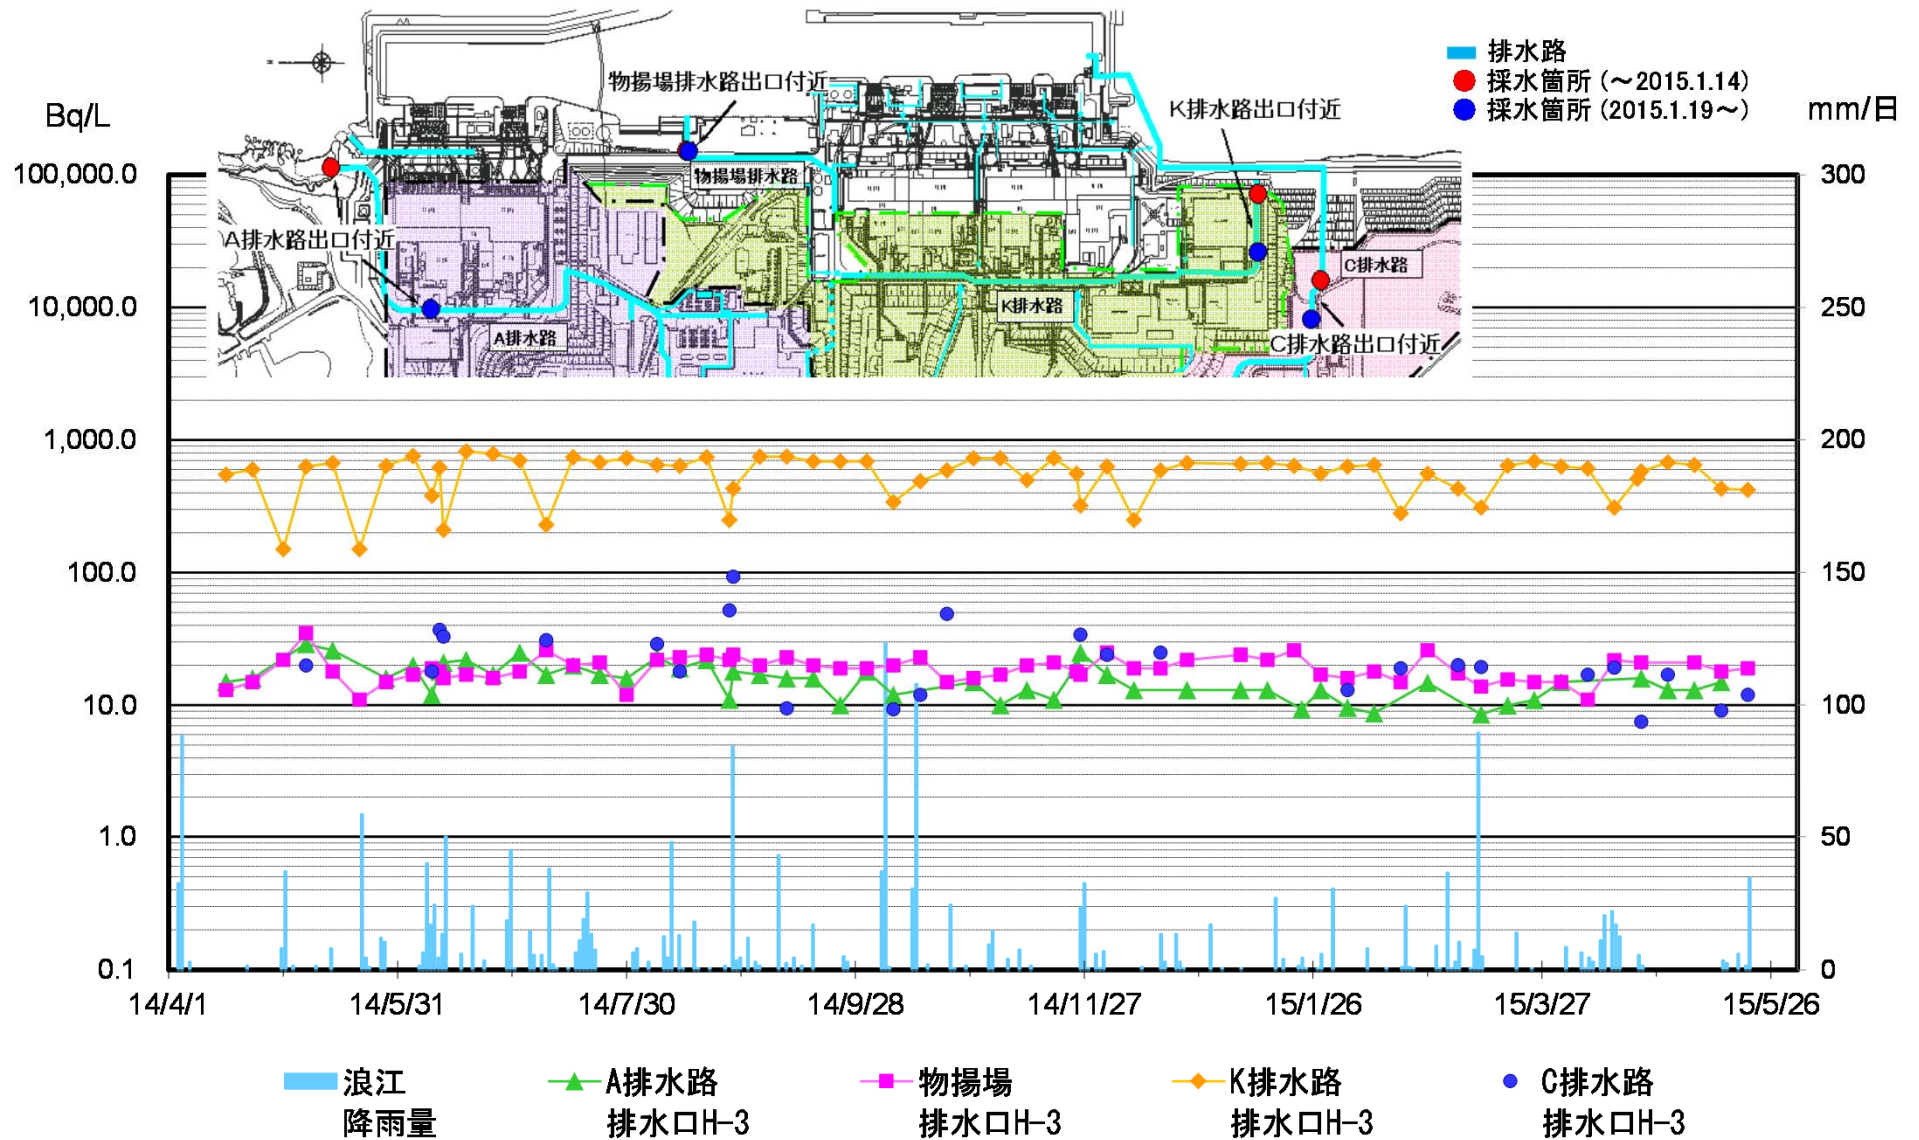 排水路
採水箇所 (～2015.1.14)
採水箇所 (2015.1.19～)
Bq/L
mm/日
物揚場排水路出口付近
K排水路出口付近
物揚場排水路
A排水路出口付近
C排水路
K排水路
A排水路
C排水路出口付近
100,000.0
10,000.0
1,000.0
100.0
10.0
1.0
0.1
300
250
200
150
100
50
0
14/4/1
14/5/31
14/7/30
14/9/28
14/11/27
15/1/26
15/3/27
15/5/26
浪江
降雨量
A排水路
排水口H-3
物揚場
排水口H-3
K排水路
排水口H-3
C排水路
排水口H-3